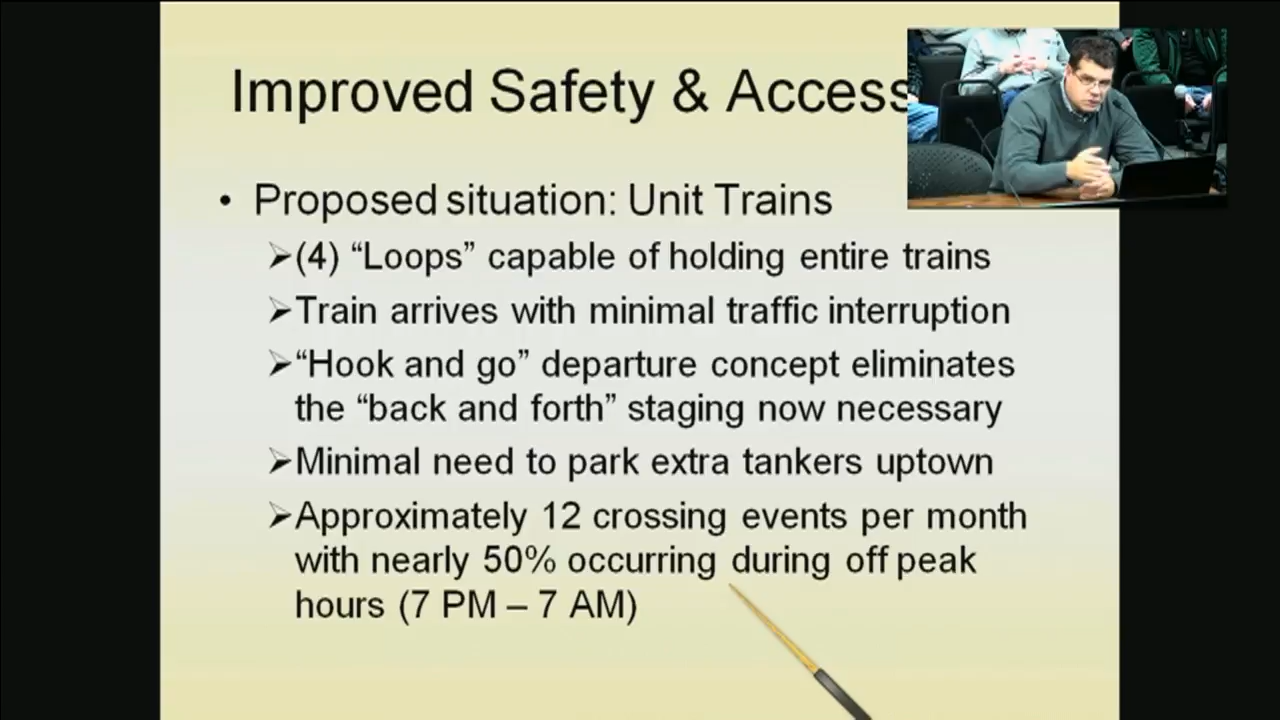 Improved Safety & Access
• Proposed situation: Unit Trains
➢(4) “Loops” capable of holding entire trains
➢Train arrives with minimal traffic interruption
➢“Hook and go” departure concept eliminates
the “back and forth” staging now necessary
➢Minimal need to park extra tankers uptown
➢Approximately 12 crossing events per month
with nearly 50% occurring during off peak
hours (7 PM – 7 AM)